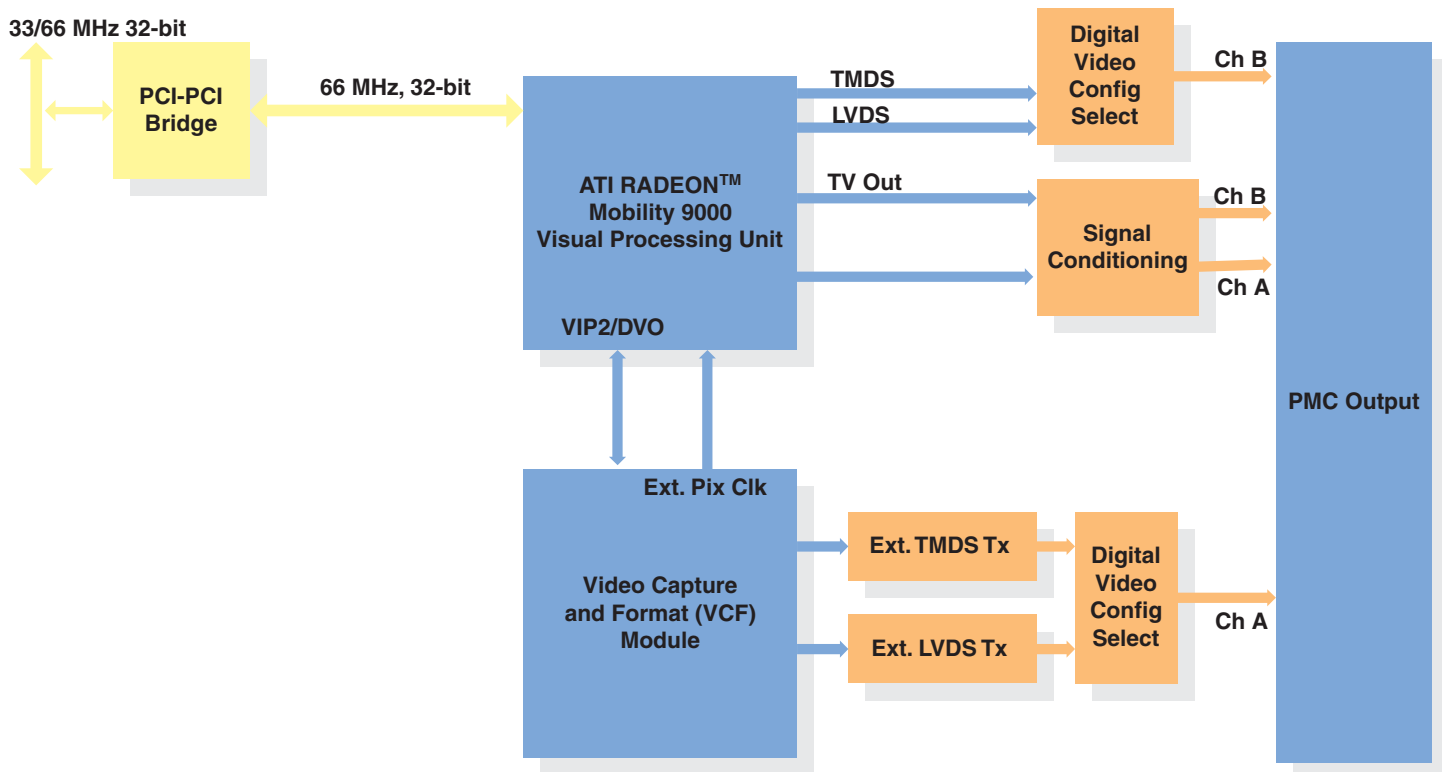 33/66 MHz 32-bit
PCI-PCI
Bridge
66 MHz, 32-bit
ATI RADEON™
Mobility 9000
Visual Processing Unit
VIP2/DVO
TMDS
LVDS
TV Out
Digital
Video
Config
Select
Ch B
Signal
Conditioning
Ch B
Ch A
PMC Output
Ext. Pix Clk
Video Capture
and Format (VCF)
Module
Ext. TMDS Tx
Ext. LVDS Tx
Digital
Video
Config
Select
Ch A